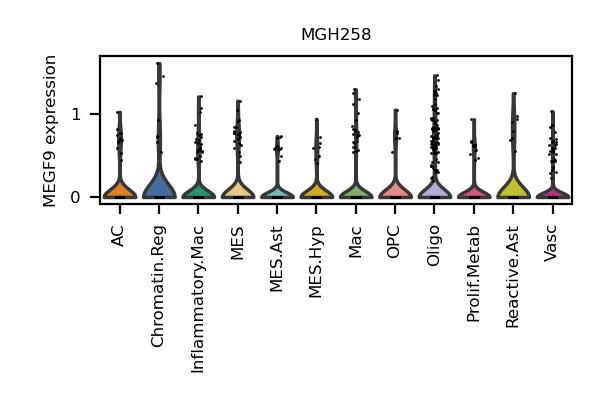 MGH258
MEGF9 expression
1
0
AC
Chromatin.Reg
Inflammatory.Mac
MES
MES.Ast
MES.Hyp
Mac
OPC
Oligo
Prolif.Metab
Reactive.Ast
Vasc